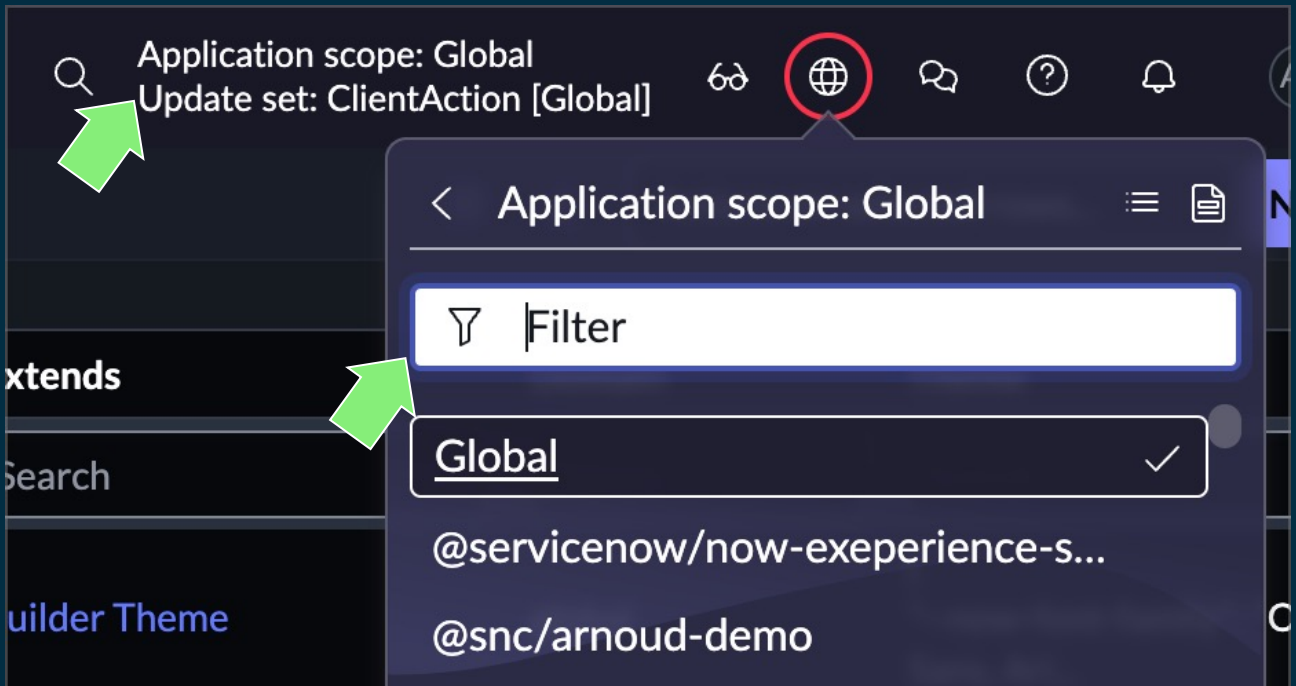 Application scope: Global
Update set: ClientAction [Global]
Application scope: Global
Filter
xtends
Global
Search
@servicenow/now-exeperience-s...
uilder Theme
@snc/arnoud-demo